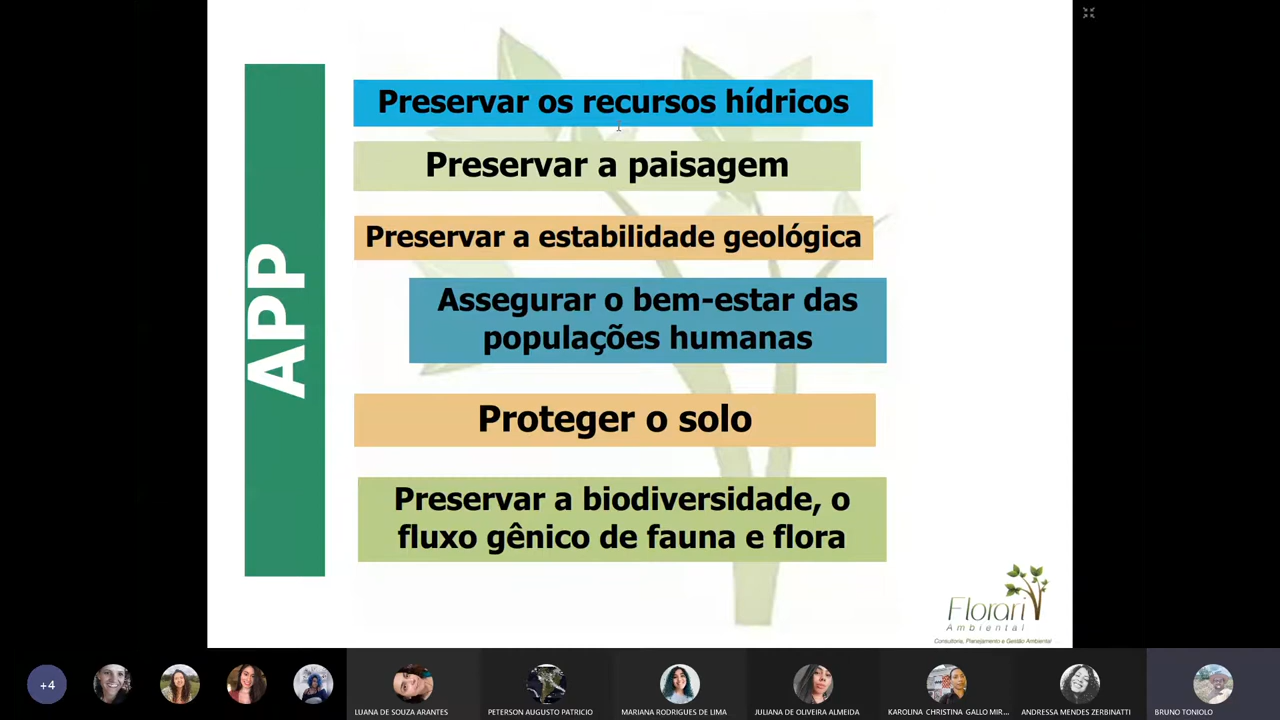 APP
Preservar os recursos hídricos
Preservar a paisagem
Preservar a estabilidade geológica
Assegurar o bem-estar das
populações humanas
Proteger o solo
Preservar a biodiversidade, o
fluxo gênico de fauna e flora
Florari
Ambiental
Consultoria, Planejamento e Gestão Ambiental
+4
LUANA DE SOUZA ARANTES
PETERSON AUGUSTO PATRICIO
MARIANA RODRIGUES DE LIMA
JULIANA DE OLIVEIRA ALMEIDA
KAROLINA CHRISTINA GALLO MIR...
ANDRESSA MENDES ZERBINATTI
BRUNO TONIOLO